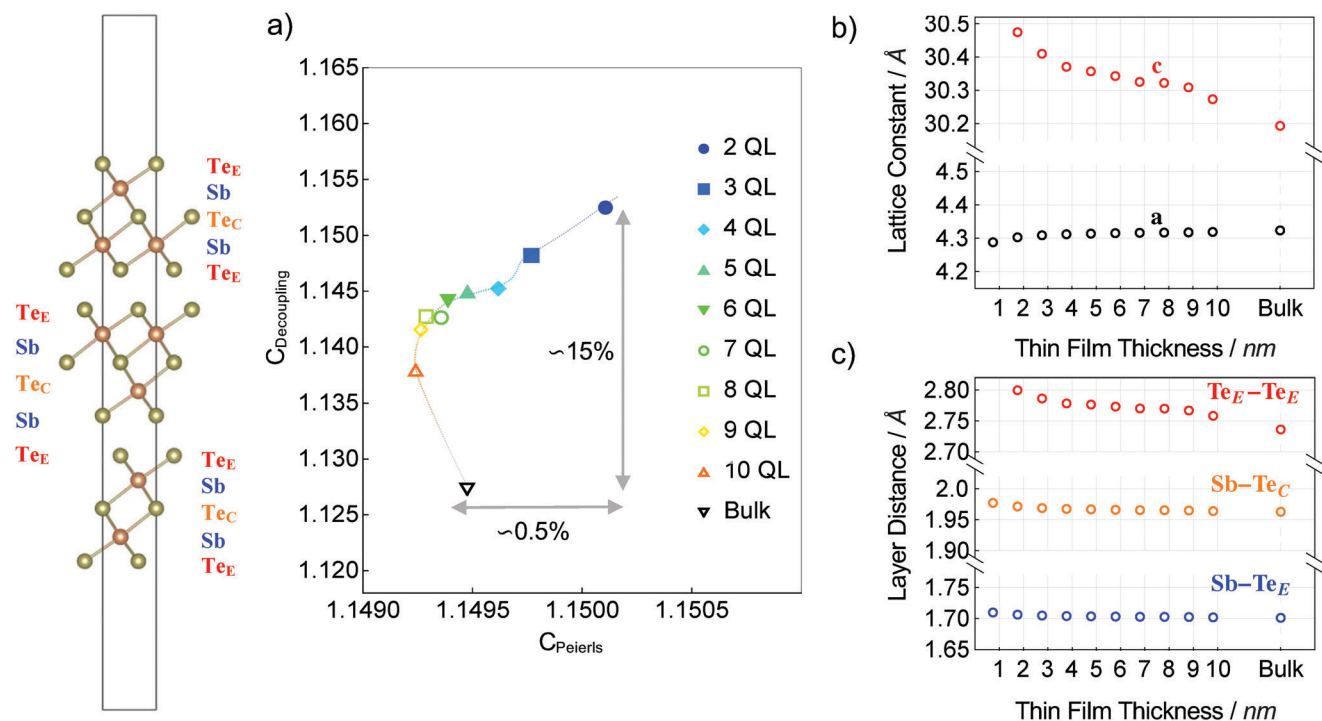 Te_E
Sb
Te_C
Sb
Te_E
Te_E
Sb
Te_C
Sb
Te_E
Te_E
Sb
Te_C
Sb
Te_E
a)
1.165
1.160
1.155
1.150
1.145
1.140
1.135
1.130
1.125
1.120
C_Decoupling
1.1490
1.1495
1.1500
1.1505
C_Peierls
~15%
~0.5%
2 QL
3 QL
4 QL
5 QL
6 QL
7 QL
8 QL
9 QL
10 QL
Bulk
b)
30.5
30.4
30.3
30.2
4.5
4.4
4.3
4.2
Lattice Constant / Å
c
a
1 2 3 4 5 6 7 8 9 10 Bulk
Thin Film Thickness / nm
c)
2.80
2.75
2.70
2.0
1.95
1.90
1.75
1.70
1.65
Layer Distance / Å
Te_E–Te_E
Sb–Te_C
Sb–Te_E
1 2 3 4 5 6 7 8 9 10 Bulk
Thin Film Thickness / nm